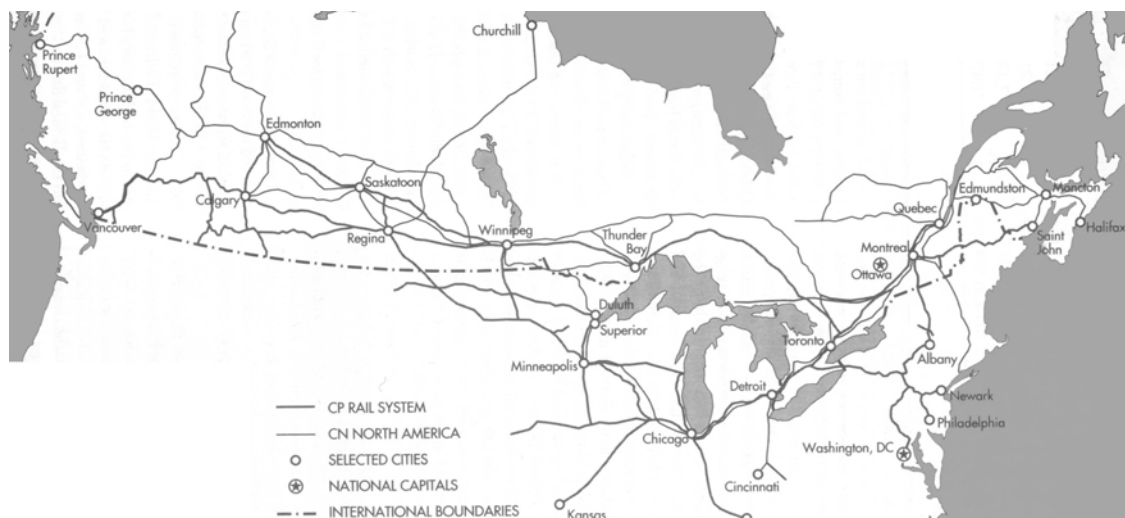 Churchill
Prince
Rupert
Prince
George
Edmonton
Saskatoon
Calgary
Vancouver
Regina
Winnipeg
Thunder
Bay
Quebec
Edmundston
Moncton
Saint
John
Halifax
Montreal
Ottawa
Duluth
Superior
Minneapolis
Toronto
Albany
Detroit
Newark
Philadelphia
Chicago
Washington, DC
Cincinnati
Kansas
CP RAIL SYSTEM
CN NORTH AMERICA
SELECTED CITIES
NATIONAL CAPITALS
INTERNATIONAL BOUNDARIES